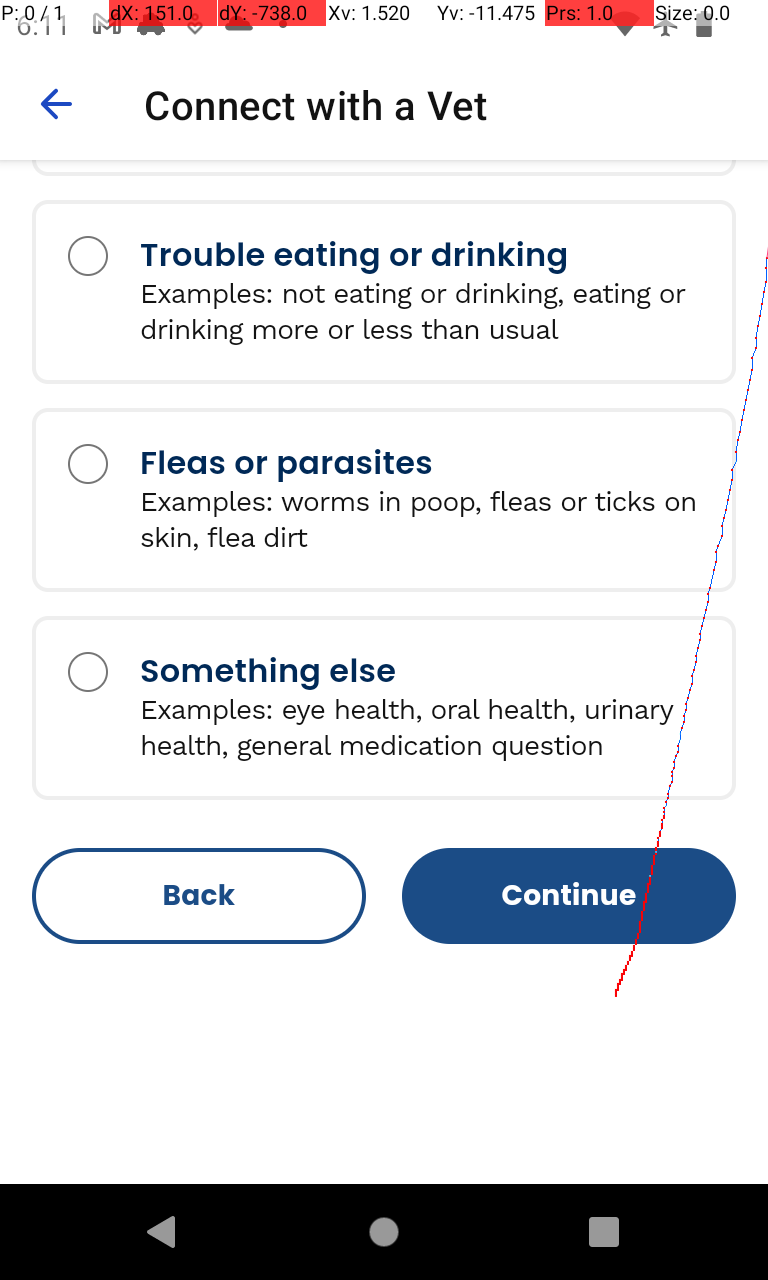 P: 0 / 1 dX: 151.0 dY: -738.0 Xv: 1.520 Yv: -11.475 Prs: 1.0 Size: 0.0
6:11
Connect with a Vet
Trouble eating or drinking
Examples: not eating or drinking, eating or
drinking more or less than usual
Fleas or parasites
Examples: worms in poop, fleas or ticks on
skin, flea dirt
Something else
Examples: eye health, oral health, urinary
health, general medication question
Back Continue